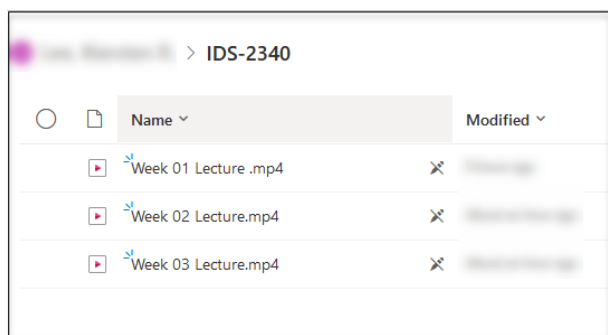 > IDS-2340
Name Modified
Week 01 Lecture .mp4
Week 02 Lecture.mp4
Week 03 Lecture.mp4